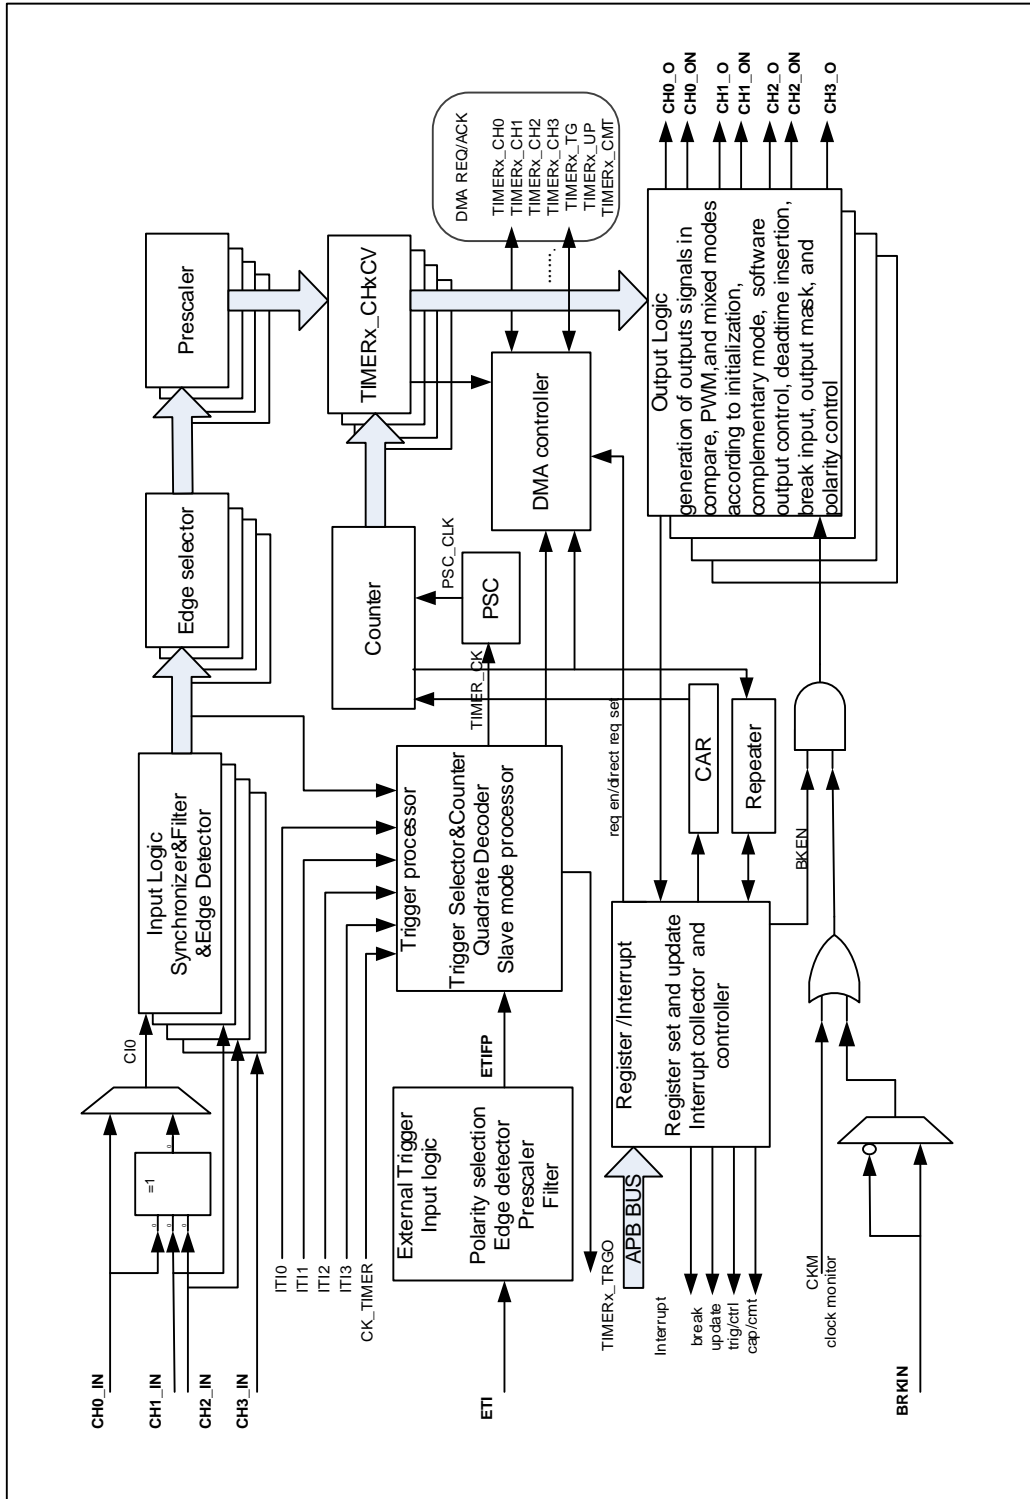 CH0_IN
CH1_IN
CH2_IN
CH3_IN
=1
0
0
0
0
CI0
Input Logic
Synchronizer&Filter
&Edge Detector
Edge selector
Prescaler
ITI0
ITI1
ITI2
ITI3
CK_TIMER
Trigger processor
Trigger Selector&Counter
Quadrate Decoder
Slave mode processor
TIMER_CK
PSC
PSC_CLK
Counter
TIMERx_CHxCV
DMA REQ/ACK
TIMERx_CH0
TIMERx_CH1
TIMERx_CH2
TIMERx_CH3
TIMERx_TG
TIMERx_UP
TIMERx_CMT
.......
DMA controller
ETI
External Trigger
Input logic
Polarity selection
Edge detector
Prescaler
Filter
ETIFP
TIMERx_TRGO
APB BUS
Register /Interrupt
Register set and update
Interrupt collector and
controller
req en/direct req set
CAR
Repeater
Interrupt
break
update
trig/ctrl
cap/cmt
CKM
clock monitor
BRKIN
BKEN
Output Logic
generation of outputs signals in
compare, PWM,and mixed modes
according to initialization,
complementary mode, software
output control, deadtime insertion,
break input, output mask, and
polarity control
CH0_O
CH0_ON
CH1_O
CH1_ON
CH2_O
CH2_ON
CH3_O